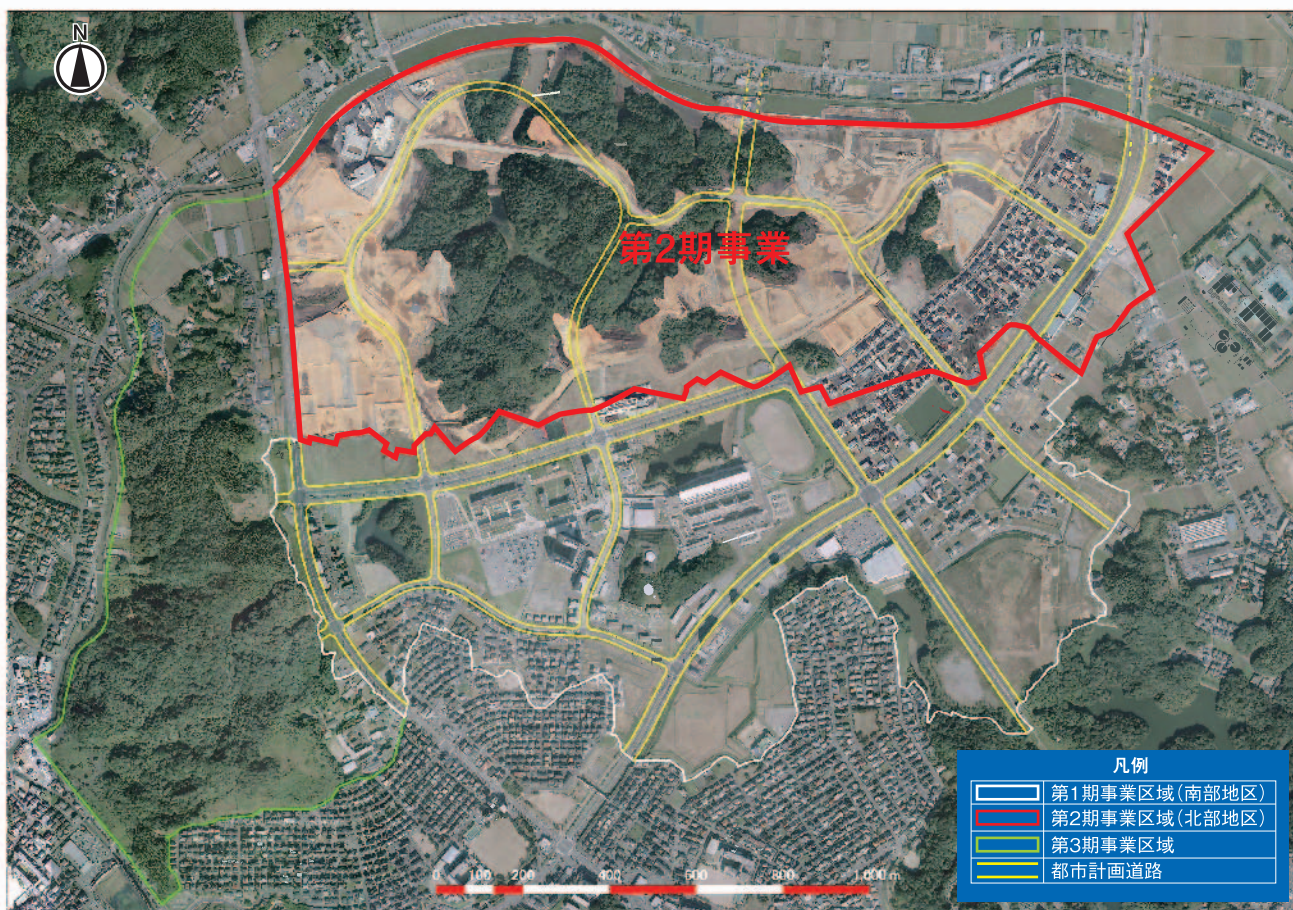 N
第2期事業
凡例
第1期事業区域(南部地区)
第2期事業区域(北部地区)
第3期事業区域
都市計画道路
0 100 200 400 600 800 1,000 m